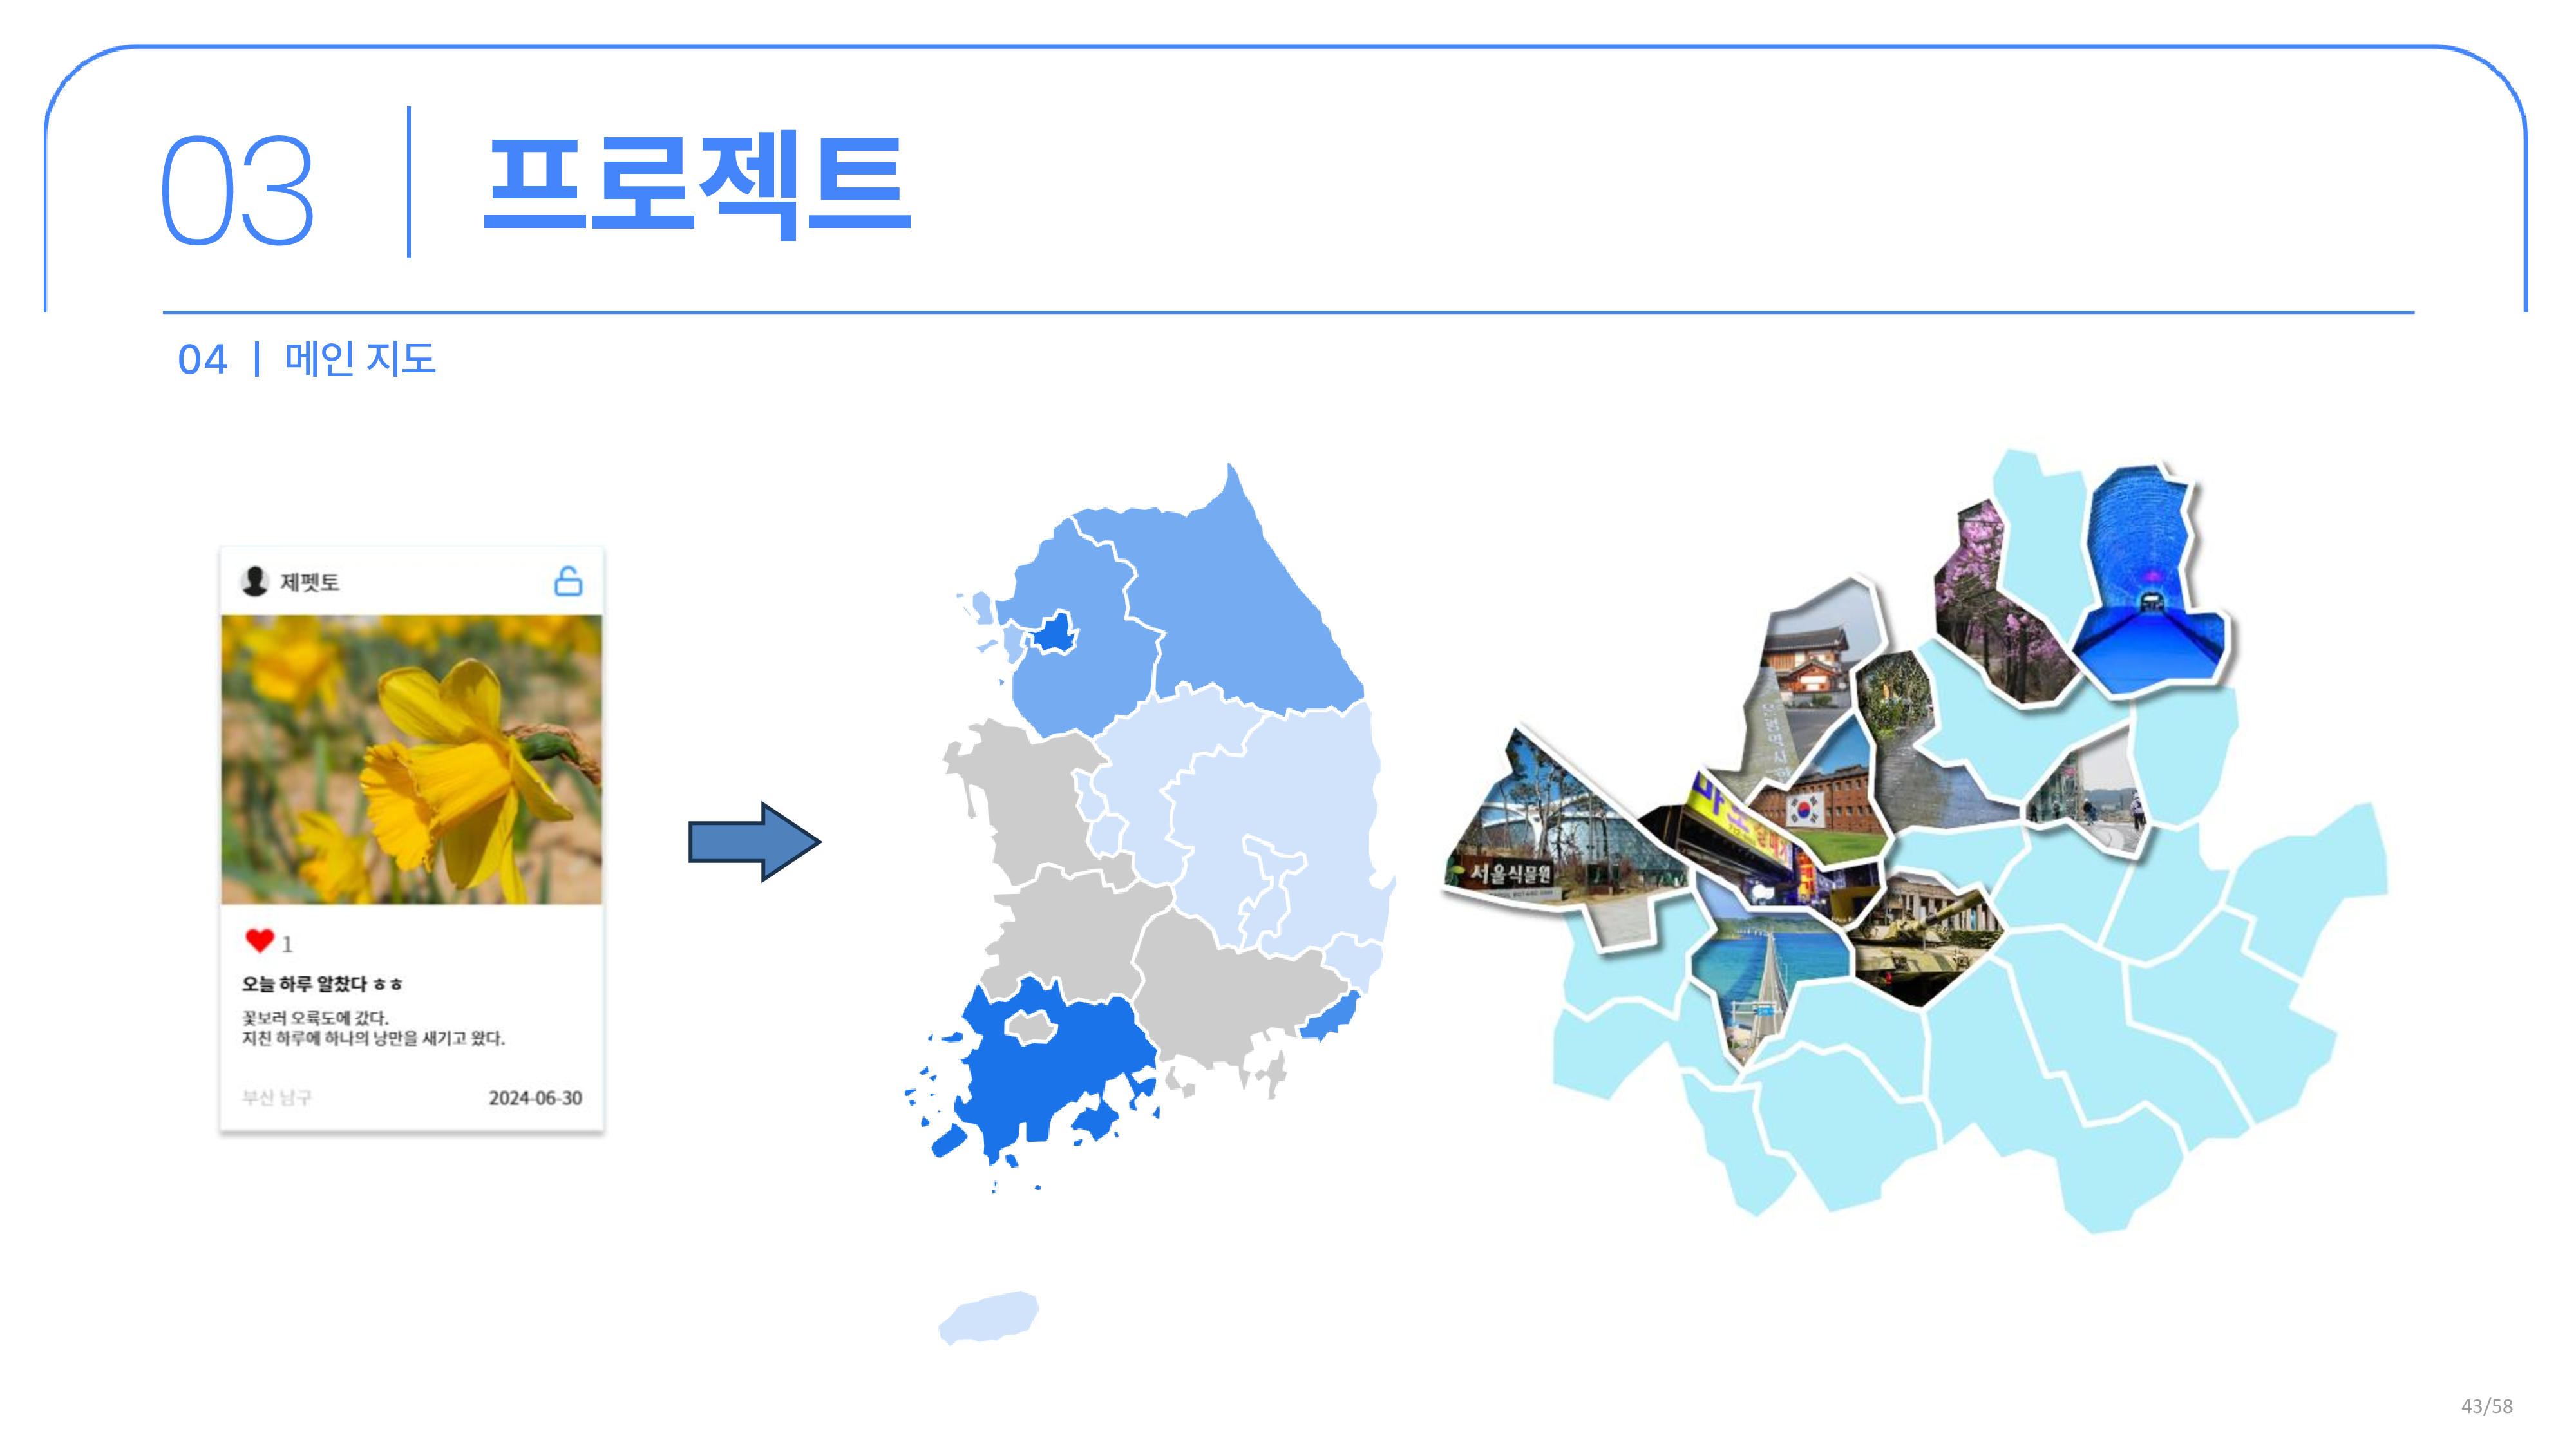 03
프로젝트
04 | 메인 지도
제펫토
1
오늘 하루 알찼다 ㅎㅎ
꽃보러 오륙도에 갔다.
지친 하루에 하나의 낭만을 새기고 왔다.
부산 남구
2024-06-30
서울식물원
43/58